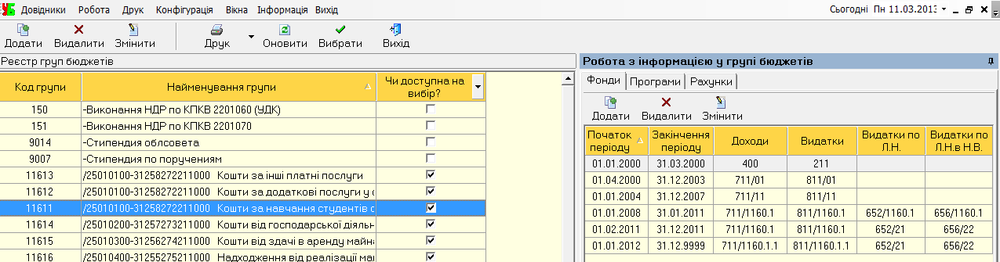 Довідники Робота Друк Конфігурація Вікна Інформація Вихід Сьогодні Пн 11.03.2013
Додати Видалити Змінити Друк Оновити Вибрати Вихід
Реєстр груп бюджетів
Код групи Найменування групи Чи доступна на вибір?
150 -Виконання НДР по КПКВ 2201060 (УДК)
151 -Виконання НДР по КПКВ 2201070
9014 -Стипендия облсовета
9007 -Стипендия по поручениям
11613 /25010100-31258272211000 Кошти за інші платні послуги
11612 /25010100-31258272211000 Кошти за додаткові послуги у
11611 /25010100-31258272211000 Кошти за навчання студентів
11614 /25010200-31257273211000 Кошти від господарської діяльн
11615 /25010300-31256274211000 Кошти від здачі в аренду майна
11616 /25010400-31255275211000 Надходження від реалізації ма
Робота з інформацією у групі бюджетів
Фонди Програми Рахунки
Додати Видалити Змінити
Початок періоду Закінчення періоду Доходи Видатки Видатки по Л.Н. Видатки по Л.Н.в Н.В.
01.01.2000 31.03.2000 400 211
01.04.2000 31.12.2003 711/01 811/01
01.01.2004 31.12.2007 711/11 811/11
01.01.2008 31.01.2011 711/1160.1 811/1160.1 652/1160.1 656/1160.1
01.02.2011 31.12.2011 711/1160.1 811/1160.1 652/21 656/22
01.01.2012 31.12.9999 711/1160.1.1 811/1160.1.1 652/21 656/22